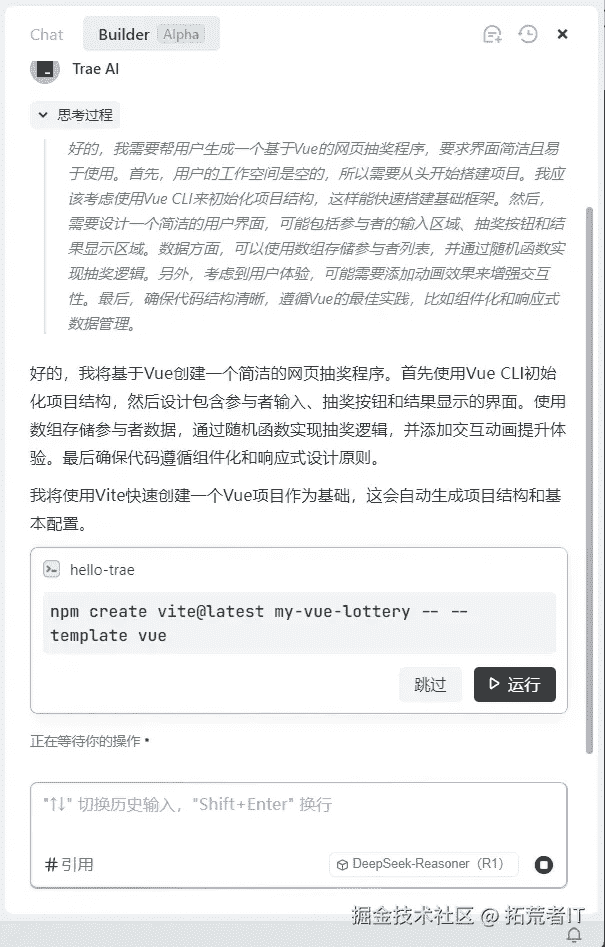 Chat
Builder Alpha
Trae AI
思考过程
好的，我需要帮用户生成一个基于Vue的网页抽奖程序，要求界面简洁且易
于使用。首先，用户的工作空间是空的，所以需要从头开始搭建项目。我应
该考虑使用Vue CLI来初始化项目结构，这样能快速搭建基础框架。然后，
需要设计一个简洁的用户界面，可能包括参与者的输入区域、抽奖按钮和结
果显示区域。数据方面，可以使用数组存储参与者列表，并通过随机函数实
现抽奖逻辑。另外，考虑到用户体验，可能需要添加动画效果来增强交互
性。最后，确保代码结构清晰，遵循Vue的最佳实践，比如组件化和响应式
数据管理。
好的，我将基于Vue创建一个简洁的网页抽奖程序。首先使用Vue CLI初始
化项目结构，然后设计包含参与者输入、抽奖按钮和结果显示的界面。使用
数组存储参与者数据，通过随机函数实现抽奖逻辑，并添加交互动画提升体
验。最后确保代码遵循组件化和响应式设计原则。
我将使用Vite快速创建一个Vue项目作为基础，这会自动生成项目结构和基
本配置。
hello-trae
npm create vite@latest my-vue-lottery -- --
template vue
跳过
运行
正在等待你的操作
"↑↓" 切换历史输入，"Shift+Enter" 换行
# 引用
DeepSeek-Reasoner（R1）
掘金技术社区 @ 拓荒者IT